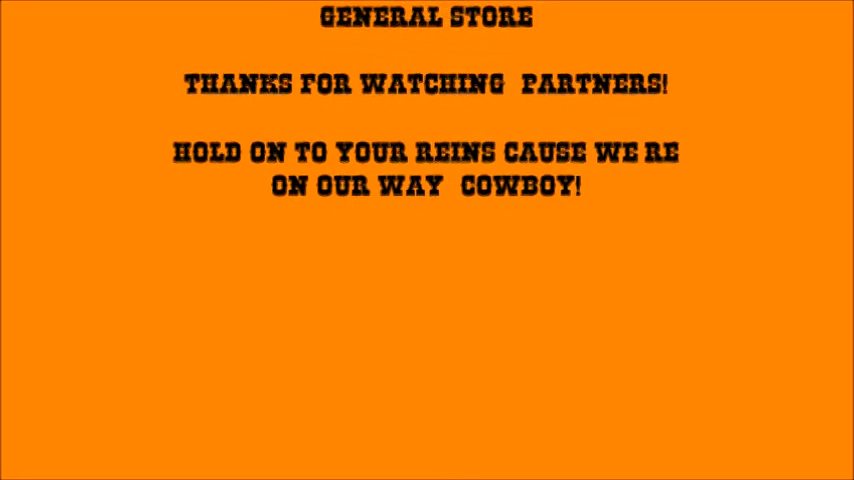 GENERAL STORE
THANKS FOR WATCHING PARTNERS!
HOLD ON TO YOUR REINS CAUSE WE RE
ON OUR WAY COWBOY!